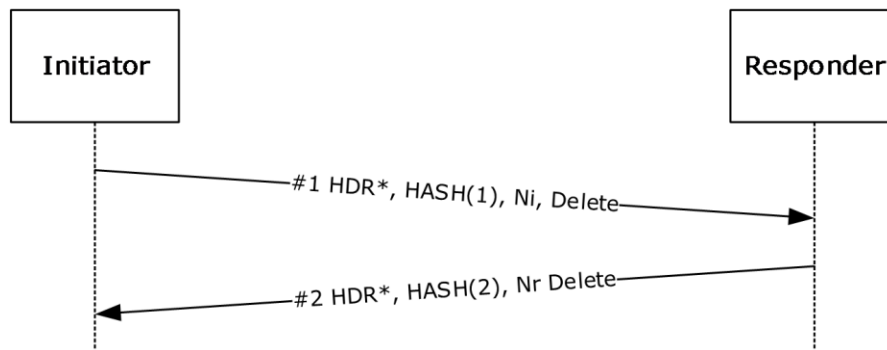 Initiator
Responder
#1 HDR*, HASH(1), Ni, Delete
#2 HDR*, HASH(2), Nr Delete